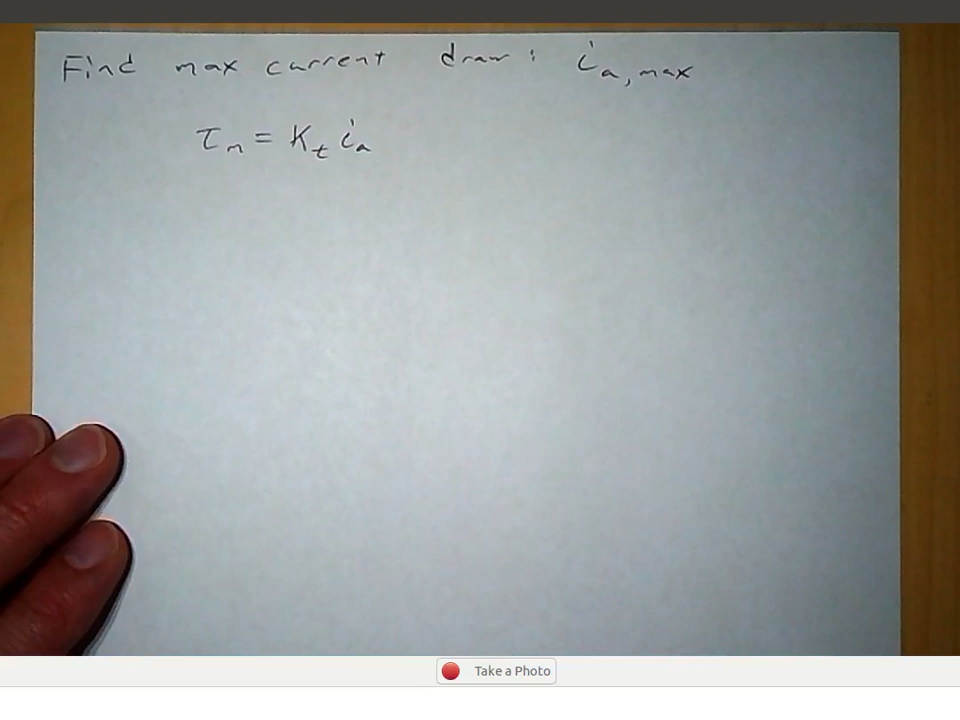 Find max current draw: i_a,max
τ_m = K_t i_a
Take a Photo